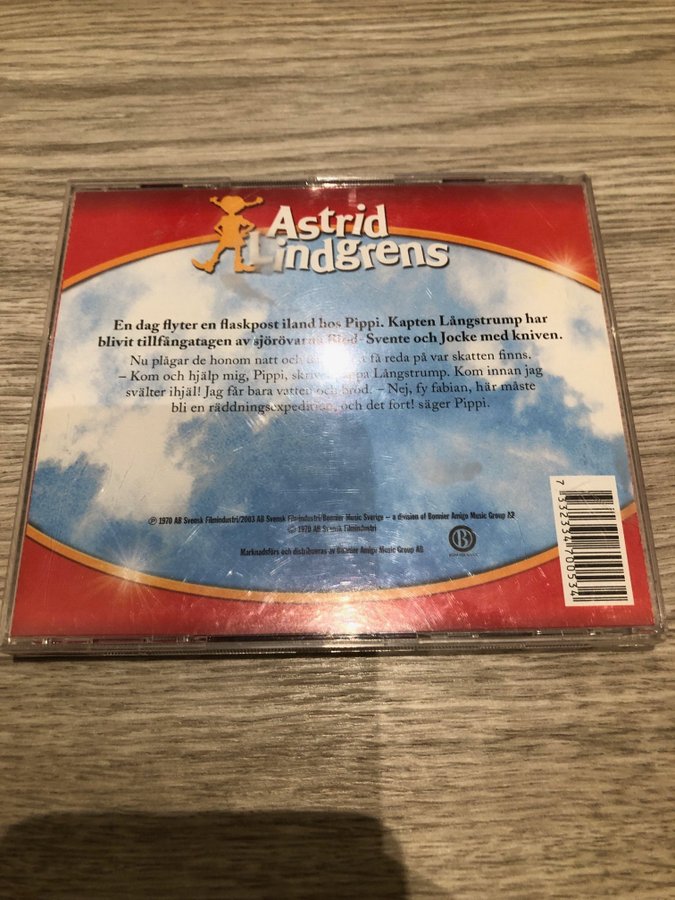 Astrid
Lindgrens
En dag flyter en flaskpost iland hos Pippi. Kapten Långstrump har
blivit tillfångatagen av sjörövarna Blod-Svente och Jocke med kniven.
Nu plågar de honom natt och få reda på var skatten finns.
– Kom och hjälp mig, Pippi, skriver pappa Långstrump. Kom innan jag
svälter ihjäl! Jag får bara vatten och bröd. – Nej, fy fabian, här måste
bli en räddningsexpedition, och det fort! säger Pippi.
℗ 1970 AB Svensk Filmindustri/2003 AB Svensk Filmindustri/Bonnier Music Sverige – a division of Bonnier Amigo Music Group AB
© 1970 AB Svensk Filmindustri
Marknadsförs och distribueras av Bonnier Amigo Music Group AB
B
7 332334 700534